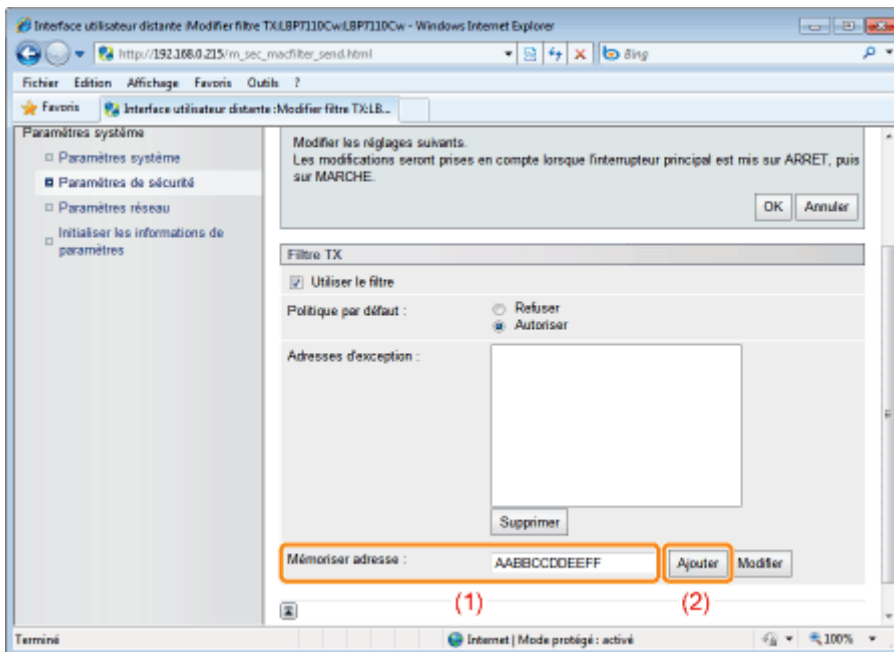 Interface utilisateur distante :Modifier filtre TX:LBP7110Cw:LBP7110Cw - Windows Internet Explorer
http://192.168.0.215/m_sec_macfilter_send.html
Bing
Fichier Edition Affichage Favoris Outils ?
Favoris
Interface utilisateur distante :Modifier filtre TX:LB...
Paramètres système
Paramètres système
Paramètres de sécurité
Paramètres réseau
Initialiser les informations de
paramètres
Modifier les réglages suivants.
Les modifications seront prises en compte lorsque l'interrupteur principal est mis sur ARRET, puis
sur MARCHE.
OK Annuler
Filtre TX
Utiliser le filtre
Politique par défaut :
Refuser
Autoriser
Adresses d'exception :
Supprimer
Mémoriser adresse : AABBCCDDEEFF Ajouter Modifier
(1) (2)
Terminé Internet | Mode protégé : activé 100%